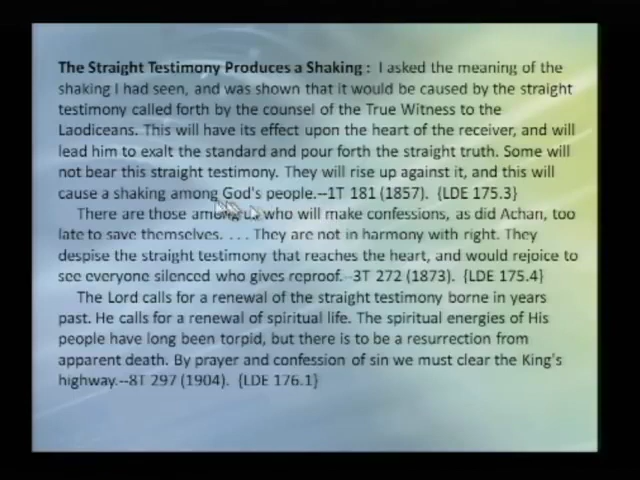 The Straight Testimony Produces a Shaking : I asked the meaning of the
shaking I had seen, and was shown that it would be caused by the straight
testimony called forth by the counsel of the True Witness to the
Laodiceans. This will have its effect upon the heart of the receiver, and will
lead him to exalt the standard and pour forth the straight truth. Some will
not bear this straight testimony. They will rise up against it, and this will
cause a shaking among God's people.--1T 181 (1857). {LDE 175.3}
There are those among us who will make confessions, as did Achan, too
late to save themselves. . . . They are not in harmony with right. They
despise the straight testimony that reaches the heart, and would rejoice to
see everyone silenced who gives reproof.--3T 272 (1873). {LDE 175.4}
The Lord calls for a renewal of the straight testimony borne in years
past. He calls for a renewal of spiritual life. The spiritual energies of His
people have long been torpid, but there is to be a resurrection from
apparent death. By prayer and confession of sin we must clear the King's
highway.--8T 297 (1904). {LDE 176.1}